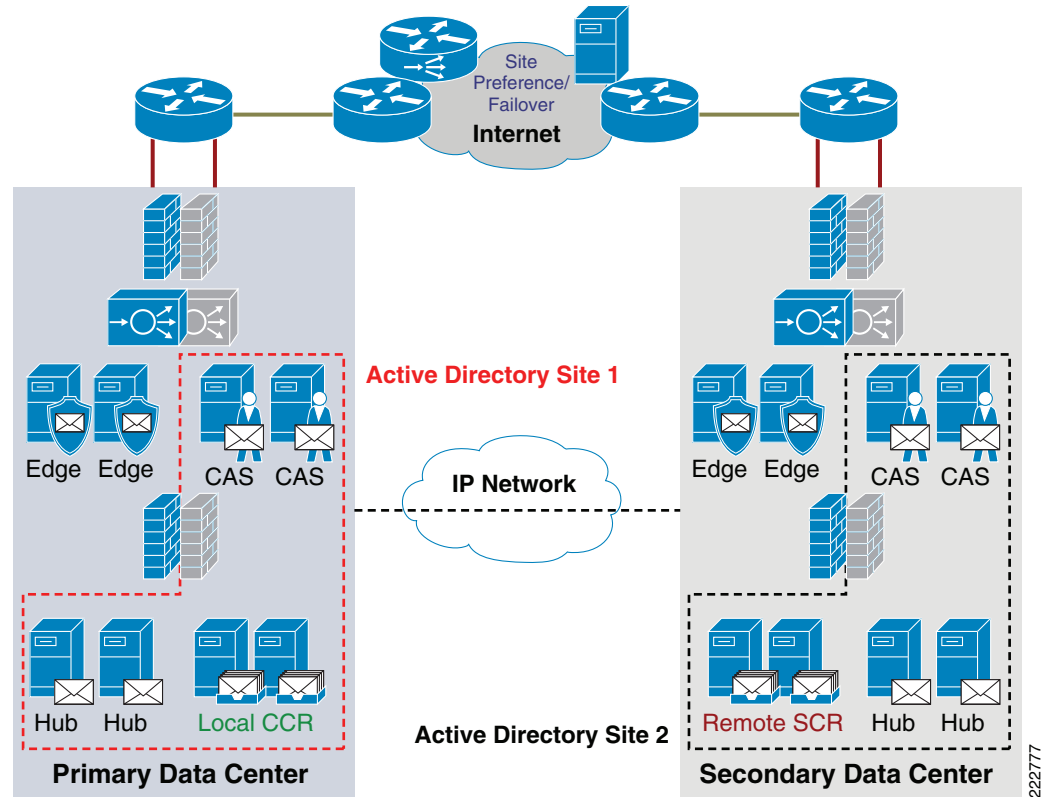 Site
Preference/
Failover
Internet
Active Directory Site 1
Edge Edge CAS CAS
IP Network
Edge Edge CAS CAS
Hub Hub Local CCR
Active Directory Site 2
Remote SCR Hub Hub
Primary Data Center
Secondary Data Center
222777